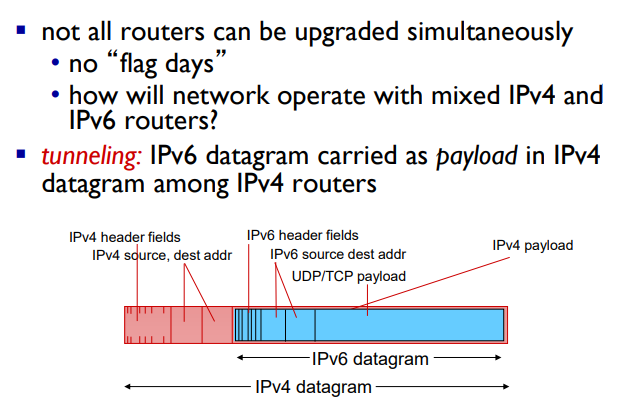 ▪ not all routers can be upgraded simultaneously
• no “flag days”
• how will network operate with mixed IPv4 and
IPv6 routers?
▪ tunneling: IPv6 datagram carried as payload in IPv4
datagram among IPv4 routers
IPv4 header fields
IPv4 source, dest addr
IPv6 header fields
IPv6 source dest addr
UDP/TCP payload
IPv4 payload
IPv6 datagram
IPv4 datagram